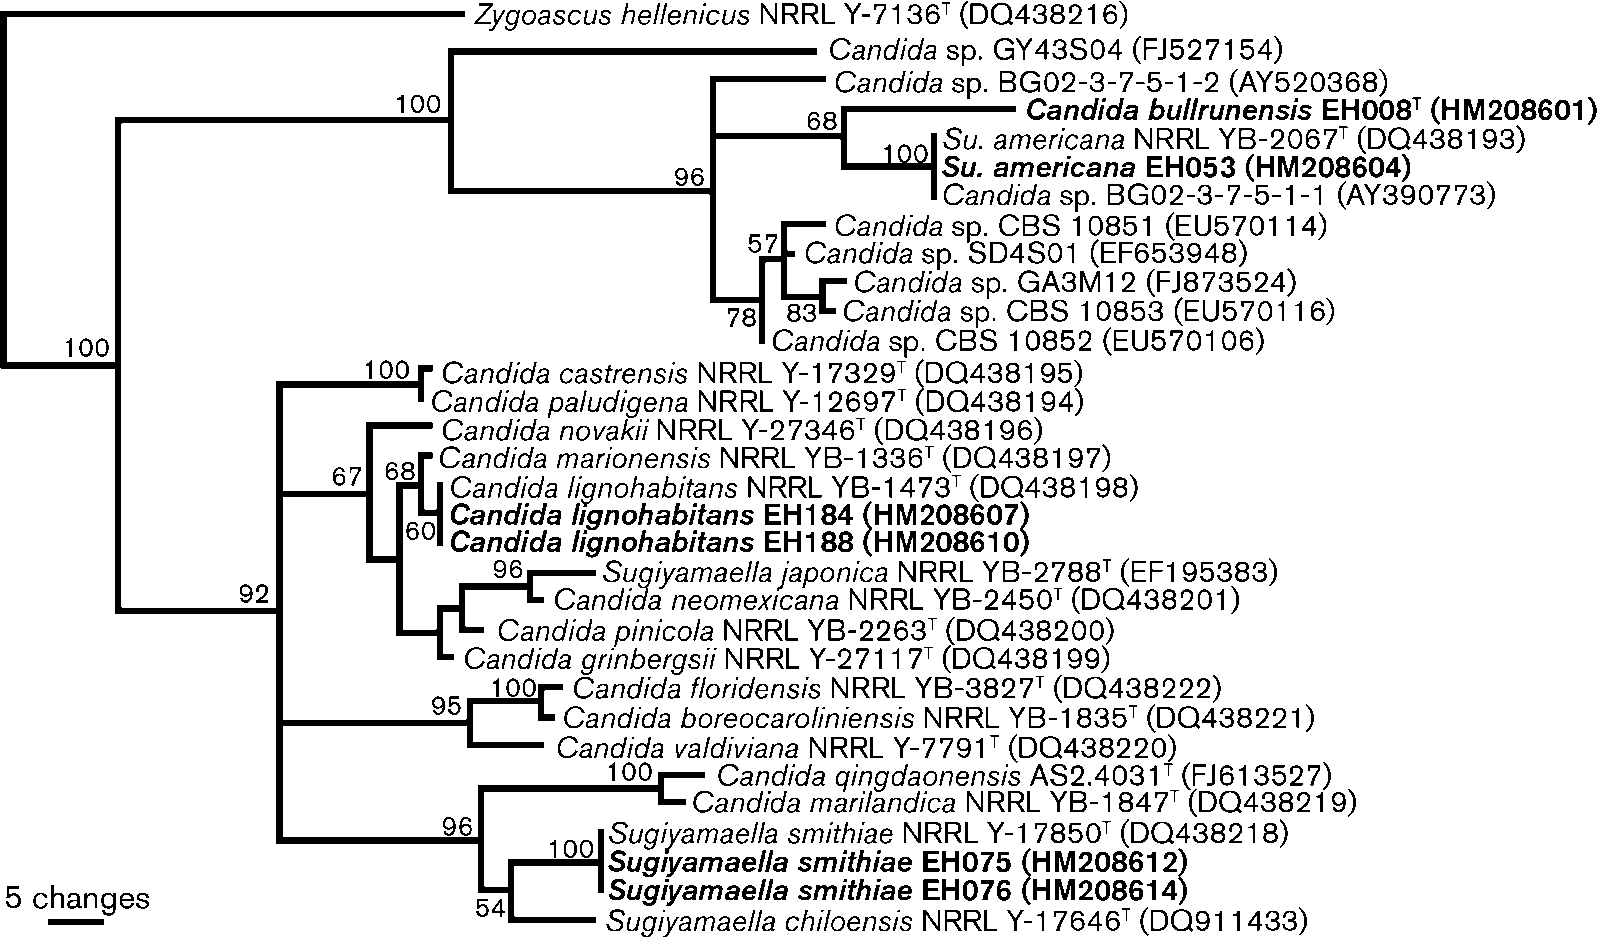 Zygoascus hellenicus NRRL Y-7136ᵀ (DQ438216)
Candida sp. GY43S04 (FJ527154)
Candida sp. BG02-3-7-5-1-2 (AY520368)
100
Candida bullrunensis EH008ᵀ (HM208601)
68
Su. americana NRRL YB-2067ᵀ (DQ438193)
100
Su. americana EH053 (HM208604)
96
Candida sp. BG02-3-7-5-1-1 (AY390773)
Candida sp. CBS 10851 (EU570114)
57
Candida sp. SD4S01 (EF653948)
Candida sp. GA3M12 (FJ873524)
83
Candida sp. CBS 10853 (EU570116)
78
Candida sp. CBS 10852 (EU570106)
100
100
Candida castrensis NRRL Y-17329ᵀ (DQ438195)
Candida paludigena NRRL Y-12697ᵀ (DQ438194)
Candida novakii NRRL Y-27346ᵀ (DQ438196)
Candida marionensis NRRL YB-1336ᵀ (DQ438197)
67
68
Candida lignohabitans NRRL YB-1473ᵀ (DQ438198)
Candida lignohabitans EH184 (HM208607)
60
Candida lignohabitans EH188 (HM208610)
96
Sugiyamaella japonica NRRL YB-2788ᵀ (EF195383)
92
Candida neomexicana NRRL YB-2450ᵀ (DQ438201)
Candida pinicola NRRL YB-2263ᵀ (DQ438200)
Candida grinbergsii NRRL Y-27117ᵀ (DQ438199)
100
Candida floridensis NRRL YB-3827ᵀ (DQ438222)
95
Candida boreocaroliniensis NRRL YB-1835ᵀ (DQ438221)
Candida valdiviana NRRL Y-7791ᵀ (DQ438220)
100
Candida qingdaonensis AS2.4031ᵀ (FJ613527)
Candida marilandica NRRL YB-1847ᵀ (DQ438219)
96
Sugiyamaella smithiae NRRL Y-17850ᵀ (DQ438218)
100
Sugiyamaella smithiae EH075 (HM208612)
Sugiyamaella smithiae EH076 (HM208614)
54
Sugiyamaella chiloensis NRRL Y-17646ᵀ (DQ911433)
5 changes